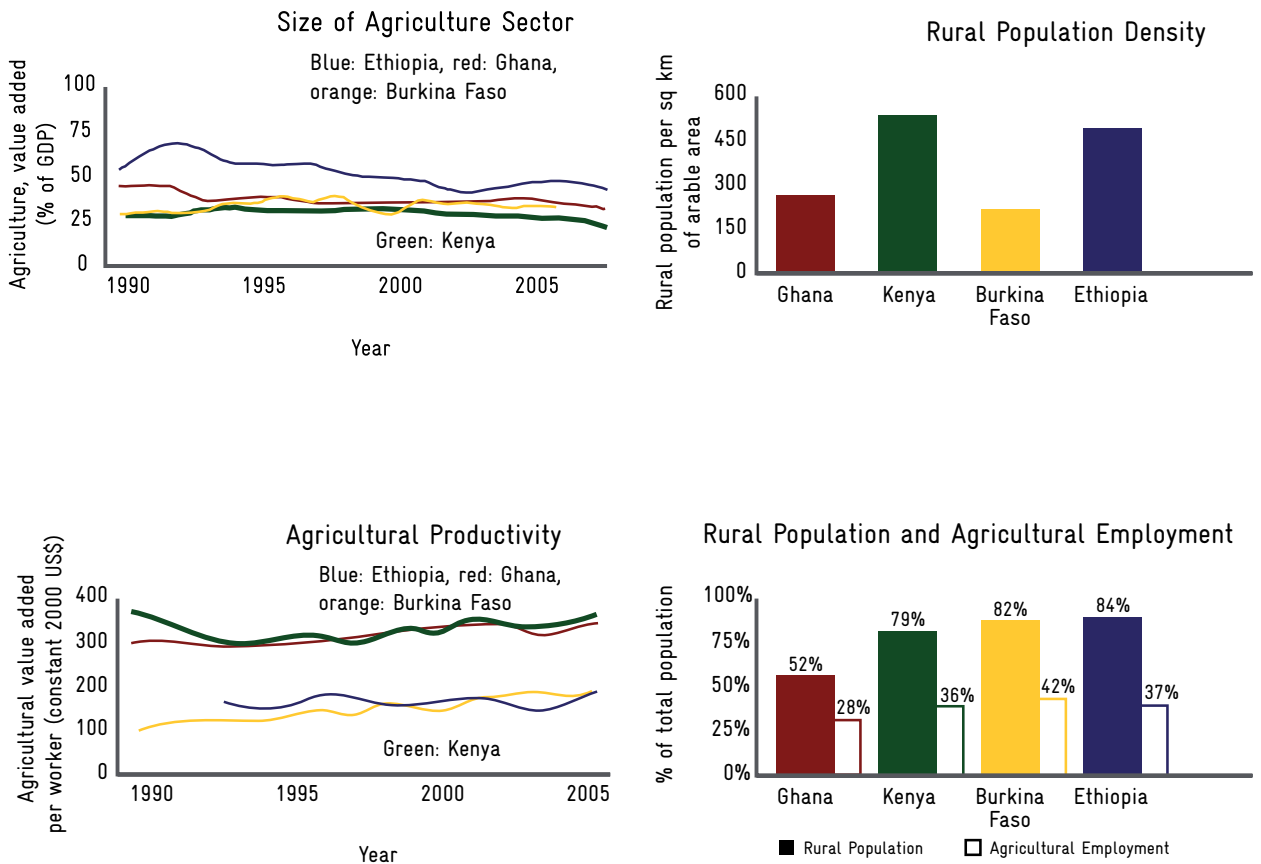 Size of Agriculture Sector
Blue: Ethiopia, red: Ghana,
orange: Burkina Faso
Agriculture, value added
(% of GDP)
100
75
50
25
0
Green: Kenya
1990 1995 2000 2005
Year
Rural Population Density
Rural population per sq km
of arable area
600
450
300
150
0
Ghana Kenya Burkina Ethiopia
Faso
Agricultural Productivity
Blue: Ethiopia, red: Ghana,
orange: Burkina Faso
Agricultural value added
per worker (constant 2000 US$)
400
300
200
100
0
Green: Kenya
1990 1995 2000 2005
Year
Rural Population and Agricultural Employment
% of total population
100%
75%
50%
25%
0%
52% 28% 79% 36% 82% 42% 84% 37%
Ghana Kenya Burkina Ethiopia
Faso
Rural Population Agricultural Employment